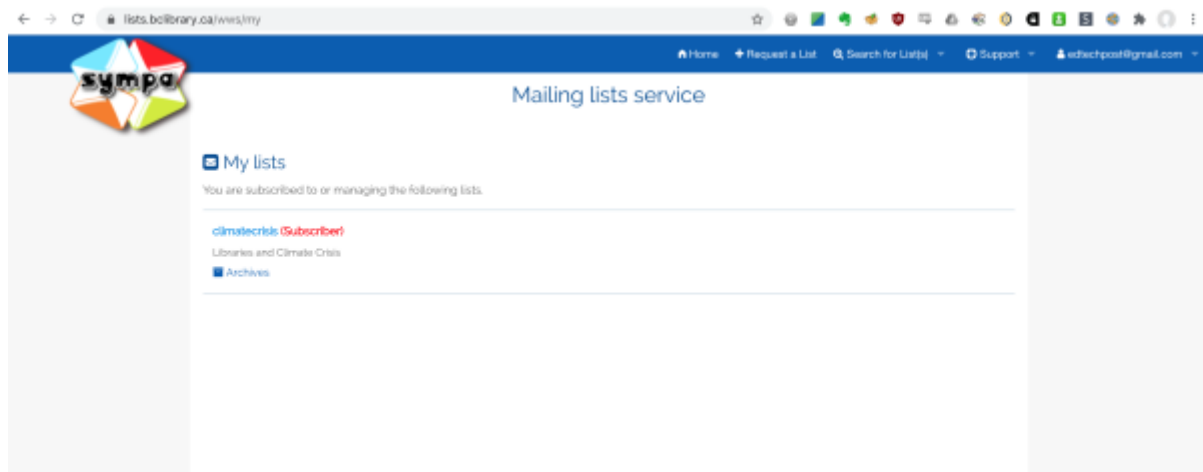 lists.bclibrary.ca/wws/my
sympa
Home Request a List Search for List(s) Support edtechpost@gmail.com
Mailing lists service
My lists
You are subscribed to or managing the following lists.
climatecrisis (Subscriber)
Libraries and Climate Crisis
Archives